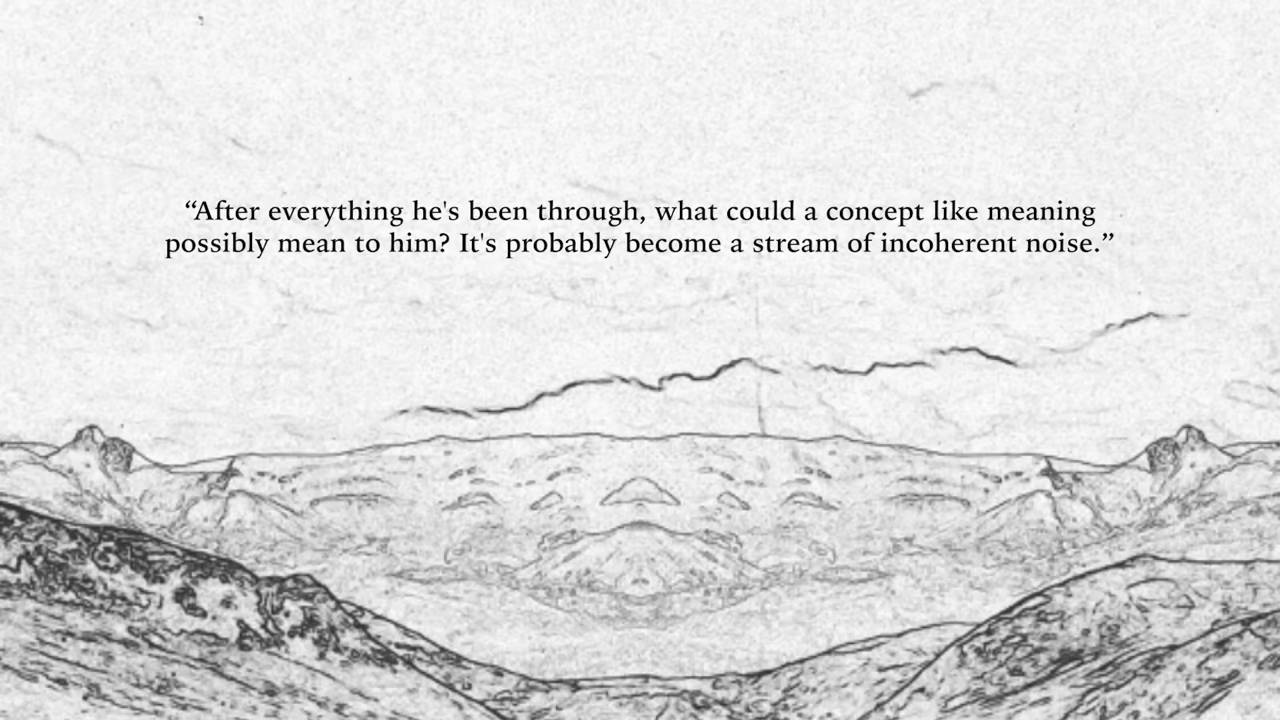 “After everything he's been through, what could a concept like meaning
possibly mean to him? It's probably become a stream of incoherent noise.”